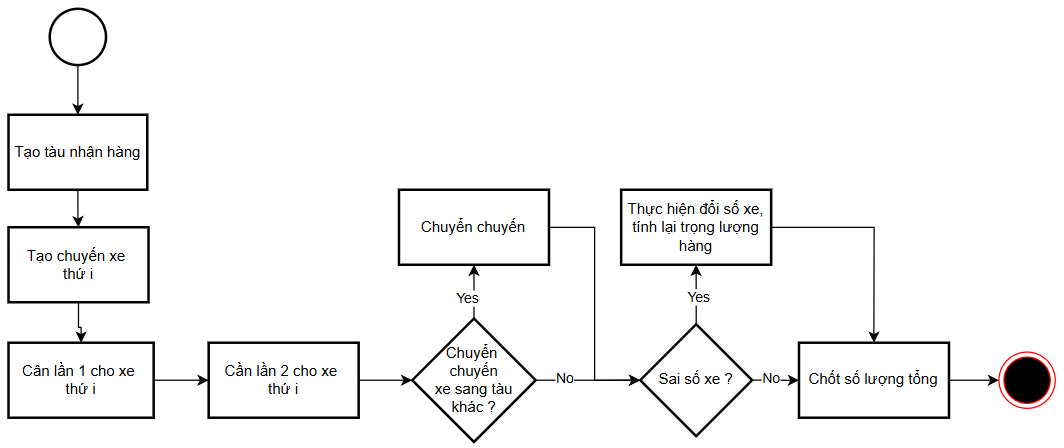 Tạo tàu nhận hàng
Tạo chuyến xe
thứ i
Cân lần 1 cho xe
thứ i
Cần lần 2 cho xe
thứ i
Chuyển chuyến
Yes
Chuyển
chuyến
xe sang tàu
khác ?
No
Thực hiện đổi số xe,
tính lại trọng lượng
hàng
Yes
Sai số xe ?
No
Chốt số lượng tổng